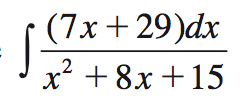 ∫ (7x + 29)dx / x² + 8x + 15